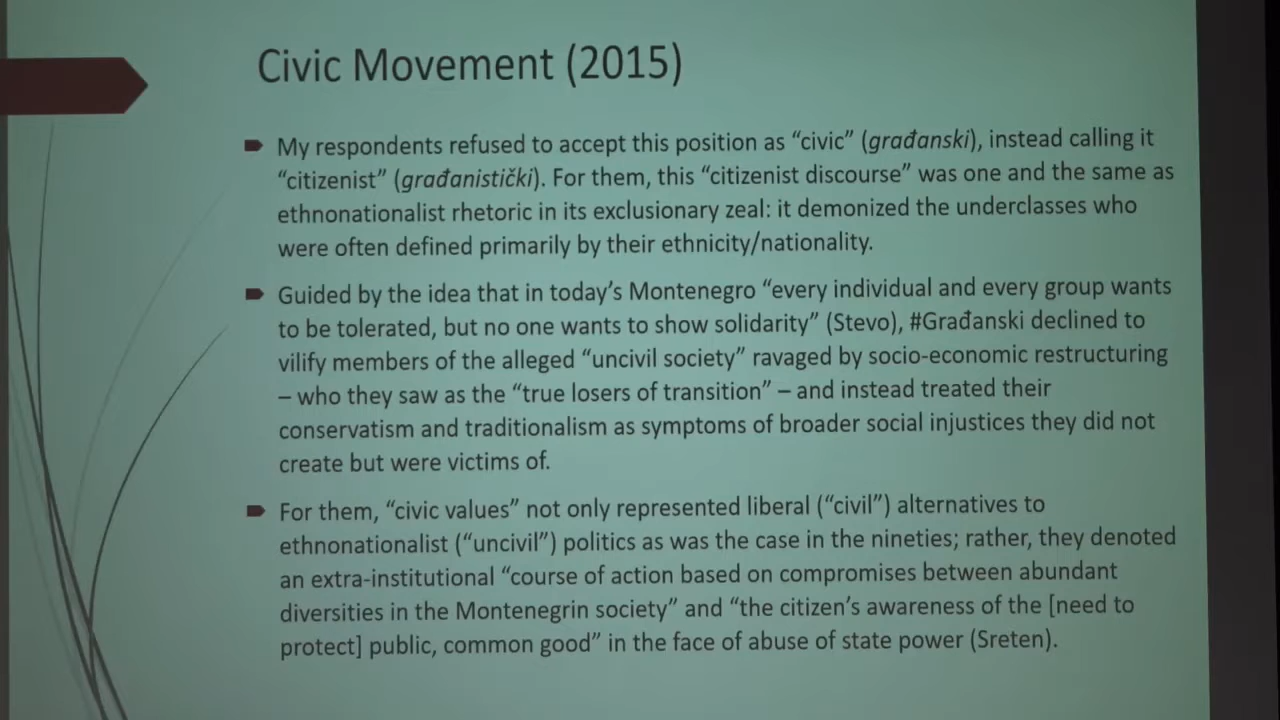 Civic Movement (2015)
My respondents refused to accept this position as “civic” (građanski), instead calling it
“citizenist” (građanistički). For them, this “citizenist discourse” was one and the same as
ethnonationalist rhetoric in its exclusionary zeal: it demonized the underclasses who
were often defined primarily by their ethnicity/nationality.
Guided by the idea that in today’s Montenegro “every individual and every group wants
to be tolerated, but no one wants to show solidarity” (Stevo), #Građanski declined to
vilify members of the alleged “uncivil society” ravaged by socio-economic restructuring
– who they saw as the “true losers of transition” – and instead treated their
conservatism and traditionalism as symptoms of broader social injustices they did not
create but were victims of.
For them, “civic values” not only represented liberal (“civil”) alternatives to
ethnonationalist (“uncivil”) politics as was the case in the nineties; rather, they denoted
an extra-institutional “course of action based on compromises between abundant
diversities in the Montenegrin society” and “the citizen’s awareness of the [need to
protect] public, common good” in the face of abuse of state power (Sreten).